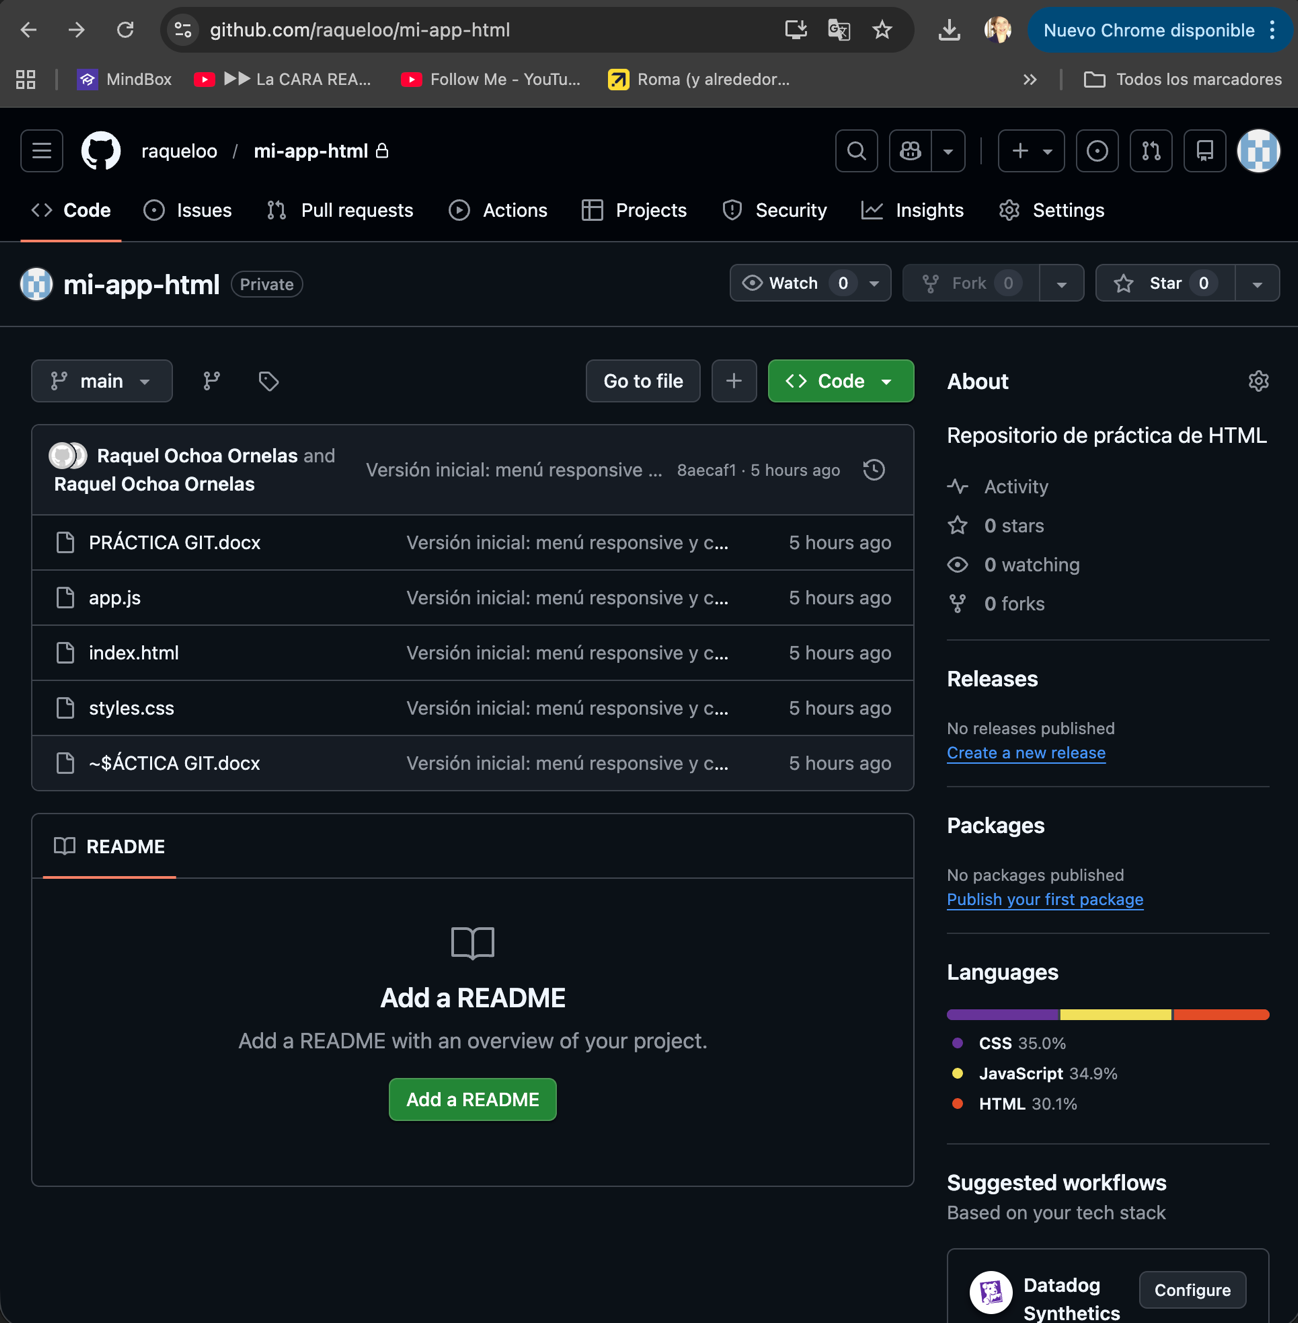 github.com/raqueloo/mi-app-html
Nuevo Chrome disponible
MindBox
▶▶ La CARA REA...
Follow Me - YouTu...
Roma (y alrededor...
Todos los marcadores
raqueloo / mi-app-html
Code
Issues
Pull requests
Actions
Projects
Security
Insights
Settings
mi-app-html
Private
Watch 0
Fork 0
Star 0
main
Go to file
Code
Raquel Ochoa Ornelas and
Raquel Ochoa Ornelas
Versión inicial: menú responsive ...
8aecaf1 · 5 hours ago
PRÁCTICA GIT.docx
Versión inicial: menú responsive y c...
5 hours ago
app.js
Versión inicial: menú responsive y c...
5 hours ago
index.html
Versión inicial: menú responsive y c...
5 hours ago
styles.css
Versión inicial: menú responsive y c...
5 hours ago
~$ÁCTICA GIT.docx
Versión inicial: menú responsive y c...
5 hours ago
README
Add a README
Add a README with an overview of your project.
Add a README
About
Repositorio de práctica de HTML
Activity
0 stars
0 watching
0 forks
Releases
No releases published
Create a new release
Packages
No packages published
Publish your first package
Languages
CSS 35.0%
JavaScript 34.9%
HTML 30.1%
Suggested workflows
Based on your tech stack
Datadog
Synthetics
Configure